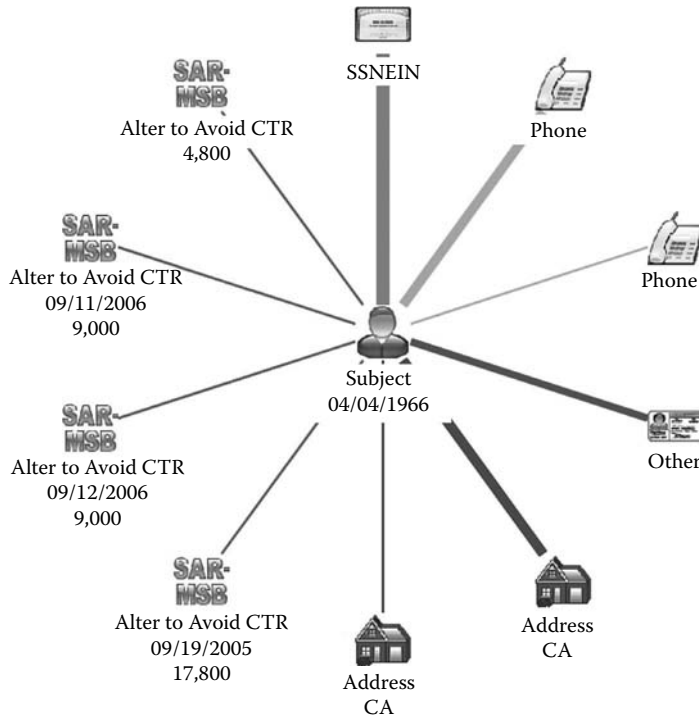 SSNEIN
SAR-
MSB
Alter to Avoid CTR
4,800
Phone
SAR-
MSB
Alter to Avoid CTR
09/11/2006
9,000
Phone
Subject
04/04/1966
SAR-
MSB
Alter to Avoid CTR
09/12/2006
9,000
Other
SAR-
MSB
Alter to Avoid CTR
09/19/2005
17,800
Address
CA
Address
CA